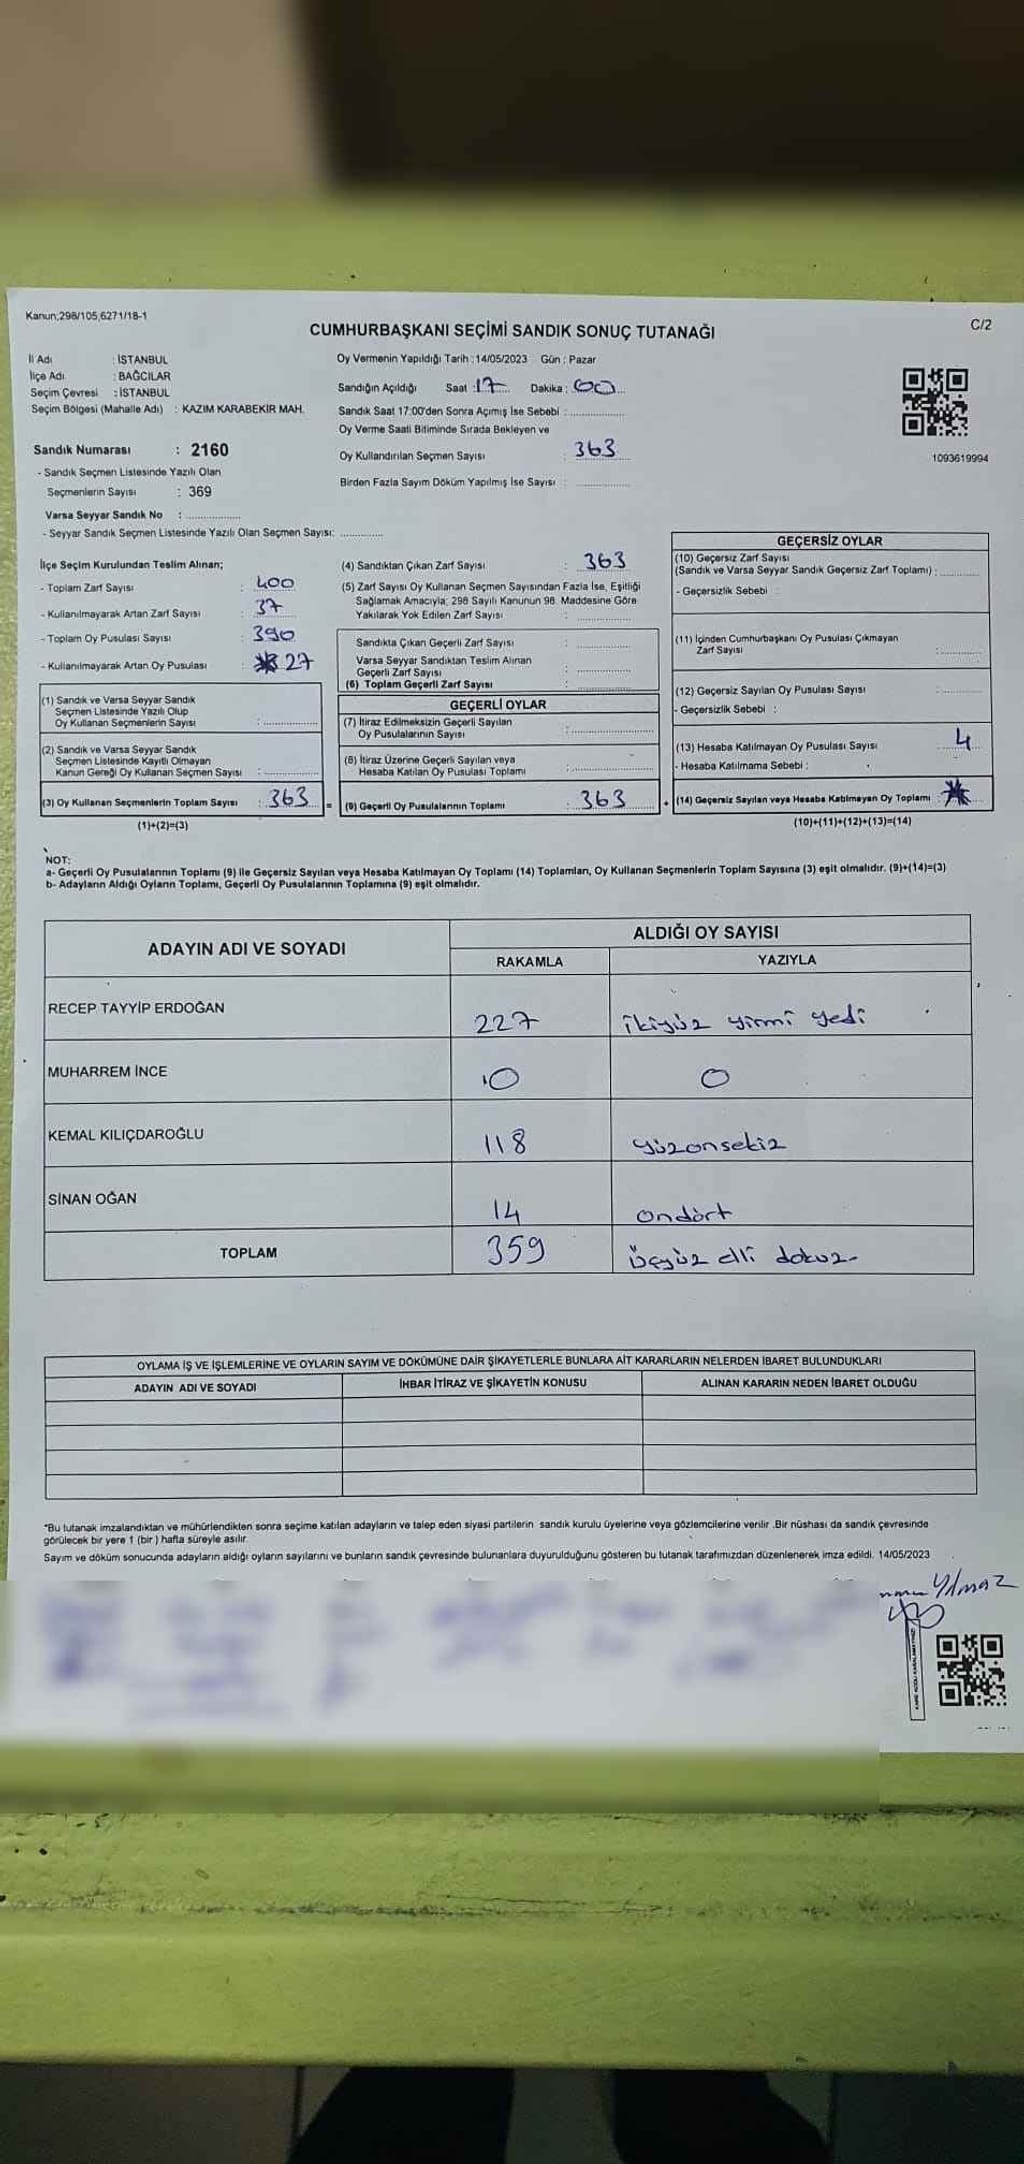 Kanun;298/105,6271/18-1
C/2
CUMHURBAŞKANI SEÇİMİ SANDIK SONUÇ TUTANAĞI
İl Adı : İSTANBUL
İlçe Adı : BAĞCILAR
Seçim Çevresi : İSTANBUL
Seçim Bölgesi (Mahalle Adı) : KAZIM KARABEKİR MAH.
Sandık Numarası : 2160
- Sandık Seçmen Listesinde Yazılı Olan
Seçmenlerin Sayısı : 369
Varsa Seyyar Sandık No : ..................
- Seyyar Sandık Seçmen Listesinde Yazılı Olan Seçmen Sayısı: ..............
Oy Vermenin Yapıldığı Tarih : 14/05/2023 Gün : Pazar
Sandığın Açıldığı Saat : 17 Dakika : 00
Sandık Saat 17:00'den Sonra Açımış İse Sebebi : ..................
Oy Verme Saati Bitiminde Sırada Bekleyen ve
Oy Kullandırılan Seçmen Sayısı : 363
Birden Fazla Sayım Döküm Yapılmış İse Sayısı : ..................
1093619994
İlçe Seçim Kurulundan Teslim Alınan;
- Toplam Zarf Sayısı : 400
- Kullanılmayarak Artan Zarf Sayısı : 37
- Toplam Oy Pusulası Sayısı : 390
- Kullanılmayarak Artan Oy Pusulası : 27
(1) Sandık ve Varsa Seyyar Sandık
Seçmen Listesinde Yazılı Olup
Oy Kullanan Seçmenlerin Sayısı : ..................
(2) Sandık ve Varsa Seyyar Sandık
Seçmen Listesinde Kayıtlı Olmayan
Kanun Gereği Oy Kullanan Seçmen Sayısı : ..................
(3) Oy Kullanan Seçmenlerin Toplam Sayısı : 363 =
(1)+(2)=(3)
(4) Sandıktan Çıkan Zarf Sayısı : 363
(5) Zarf Sayısı Oy Kullanan Seçmen Sayısından Fazla İse, Eşitliği
Sağlamak Amacıyla; 298 Sayılı Kanunun 98. Maddesine Göre
Yakılarak Yok Edilen Zarf Sayısı : ..................
Sandıkta Çıkan Geçerli Zarf Sayısı : ..................
Varsa Seyyar Sandıktan Teslim Alınan
Geçerli Zarf Sayısı : ..................
(6) Toplam Geçerli Zarf Sayısı : ..................
GEÇERLİ OYLAR
(7) İtiraz Edilmeksizin Geçerli Sayılan
Oy Pusulalarının Sayısı : ..................
(8) İtiraz Üzerine Geçerli Sayılan veya
Hesaba Katılan Oy Pusulası Toplamı : ..................
(9) Geçerli Oy Pusulalarının Toplamı : 363 +
GEÇERSİZ OYLAR
(10) Geçersiz Zarf Sayısı
(Sandık ve Varsa Seyyar Sandık Geçersiz Zarf Toplamı) : ............
- Geçersizlik Sebebi :
(11) İçinden Cumhurbaşkanı Oy Pusulası Çıkmayan
Zarf Sayısı : ............
(12) Geçersiz Sayılan Oy Pusulası Sayısı : ............
- Geçersizlik Sebebi :
(13) Hesaba Katılmayan Oy Pusulası Sayısı : 4
- Hesaba Katılmama Sebebi :
(14) Geçersiz Sayılan veya Hesaba Katılmayan Oy Toplamı :
(10)+(11)+(12)+(13)=(14)
NOT:
a- Geçerli Oy Pusulalarının Toplamı (9) ile Geçersiz Sayılan veya Hesaba Katılmayan Oy Toplamı (14) Toplamları, Oy Kullanan Seçmenlerin Toplam Sayısına (3) eşit olmalıdır. (9)+(14)=(3)
b- Adayların Aldığı Oyların Toplamı, Geçerli Oy Pusulalarının Toplamına (9) eşit olmalıdır.
ADAYIN ADI VE SOYADI
ALDIĞI OY SAYISI
RAKAMLA YAZIYLA
RECEP TAYYİP ERDOĞAN 227 ikiyüz yirmi yedi
MUHARREM İNCE 0 0
KEMAL KILIÇDAROĞLU 118 yüzonsekiz
SİNAN OĞAN 14 ondört
TOPLAM 359 üçyüz elli dokuz
OYLAMA İŞ VE İŞLEMLERİNE VE OYLARIN SAYIM VE DÖKÜMÜNE DAİR ŞİKAYETLERLE BUNLARA AİT KARARLARIN NELERDEN İBARET BULUNDUKLARI
ADAYIN ADI VE SOYADI İHBAR İTİRAZ VE ŞİKAYETİN KONUSU ALINAN KARARIN NEDEN İBARET OLDUĞU
*Bu tutanak imzalandıktan ve mühürlendikten sonra seçime katılan adayların ve talep eden siyasi partilerin sandık kurulu üyelerine veya gözlemcilerine verilir .Bir nüshası da sandık çevresinde
görülecek bir yere 1 (bir ) hafta süreyle asılır.
Sayım ve döküm sonucunda adayların aldığı oyların sayılarını ve bunların sandık çevresinde bulunanlara duyurulduğunu gösteren bu tutanak tarafımızdan düzenlenerek imza edildi. 14/05/2023
Yılmaz